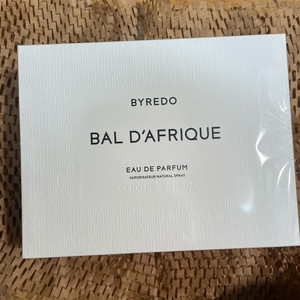 BYREDO
BAL D'AFRIQUE
EAU DE PARFUM
VAPORISATEUR NATURAL SPRAY